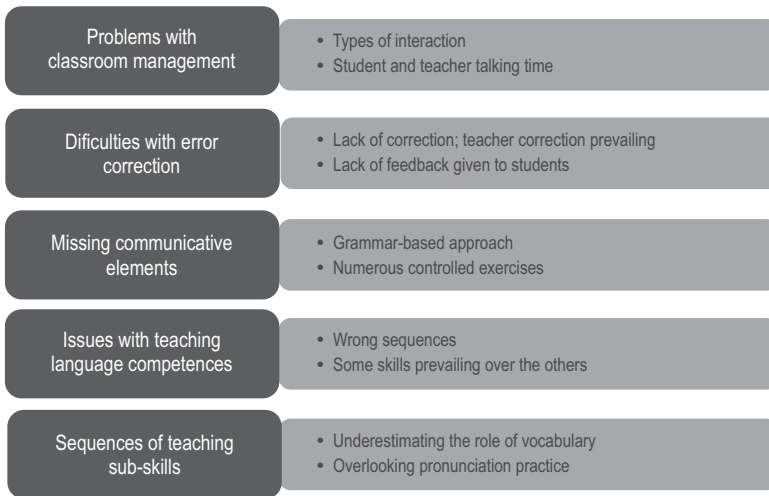 Problems with
classroom management
• Types of interaction
• Student and teacher talking time
Dificulties with error
correction
• Lack of correction; teacher correction prevailing
• Lack of feedback given to students
Missing communicative
elements
• Grammar-based approach
• Numerous controlled exercises
Issues with teaching
language competences
• Wrong sequences
• Some skills prevailing over the others
Sequences of teaching
sub-skills
• Underestimating the role of vocabulary
• Overlooking pronunciation practice